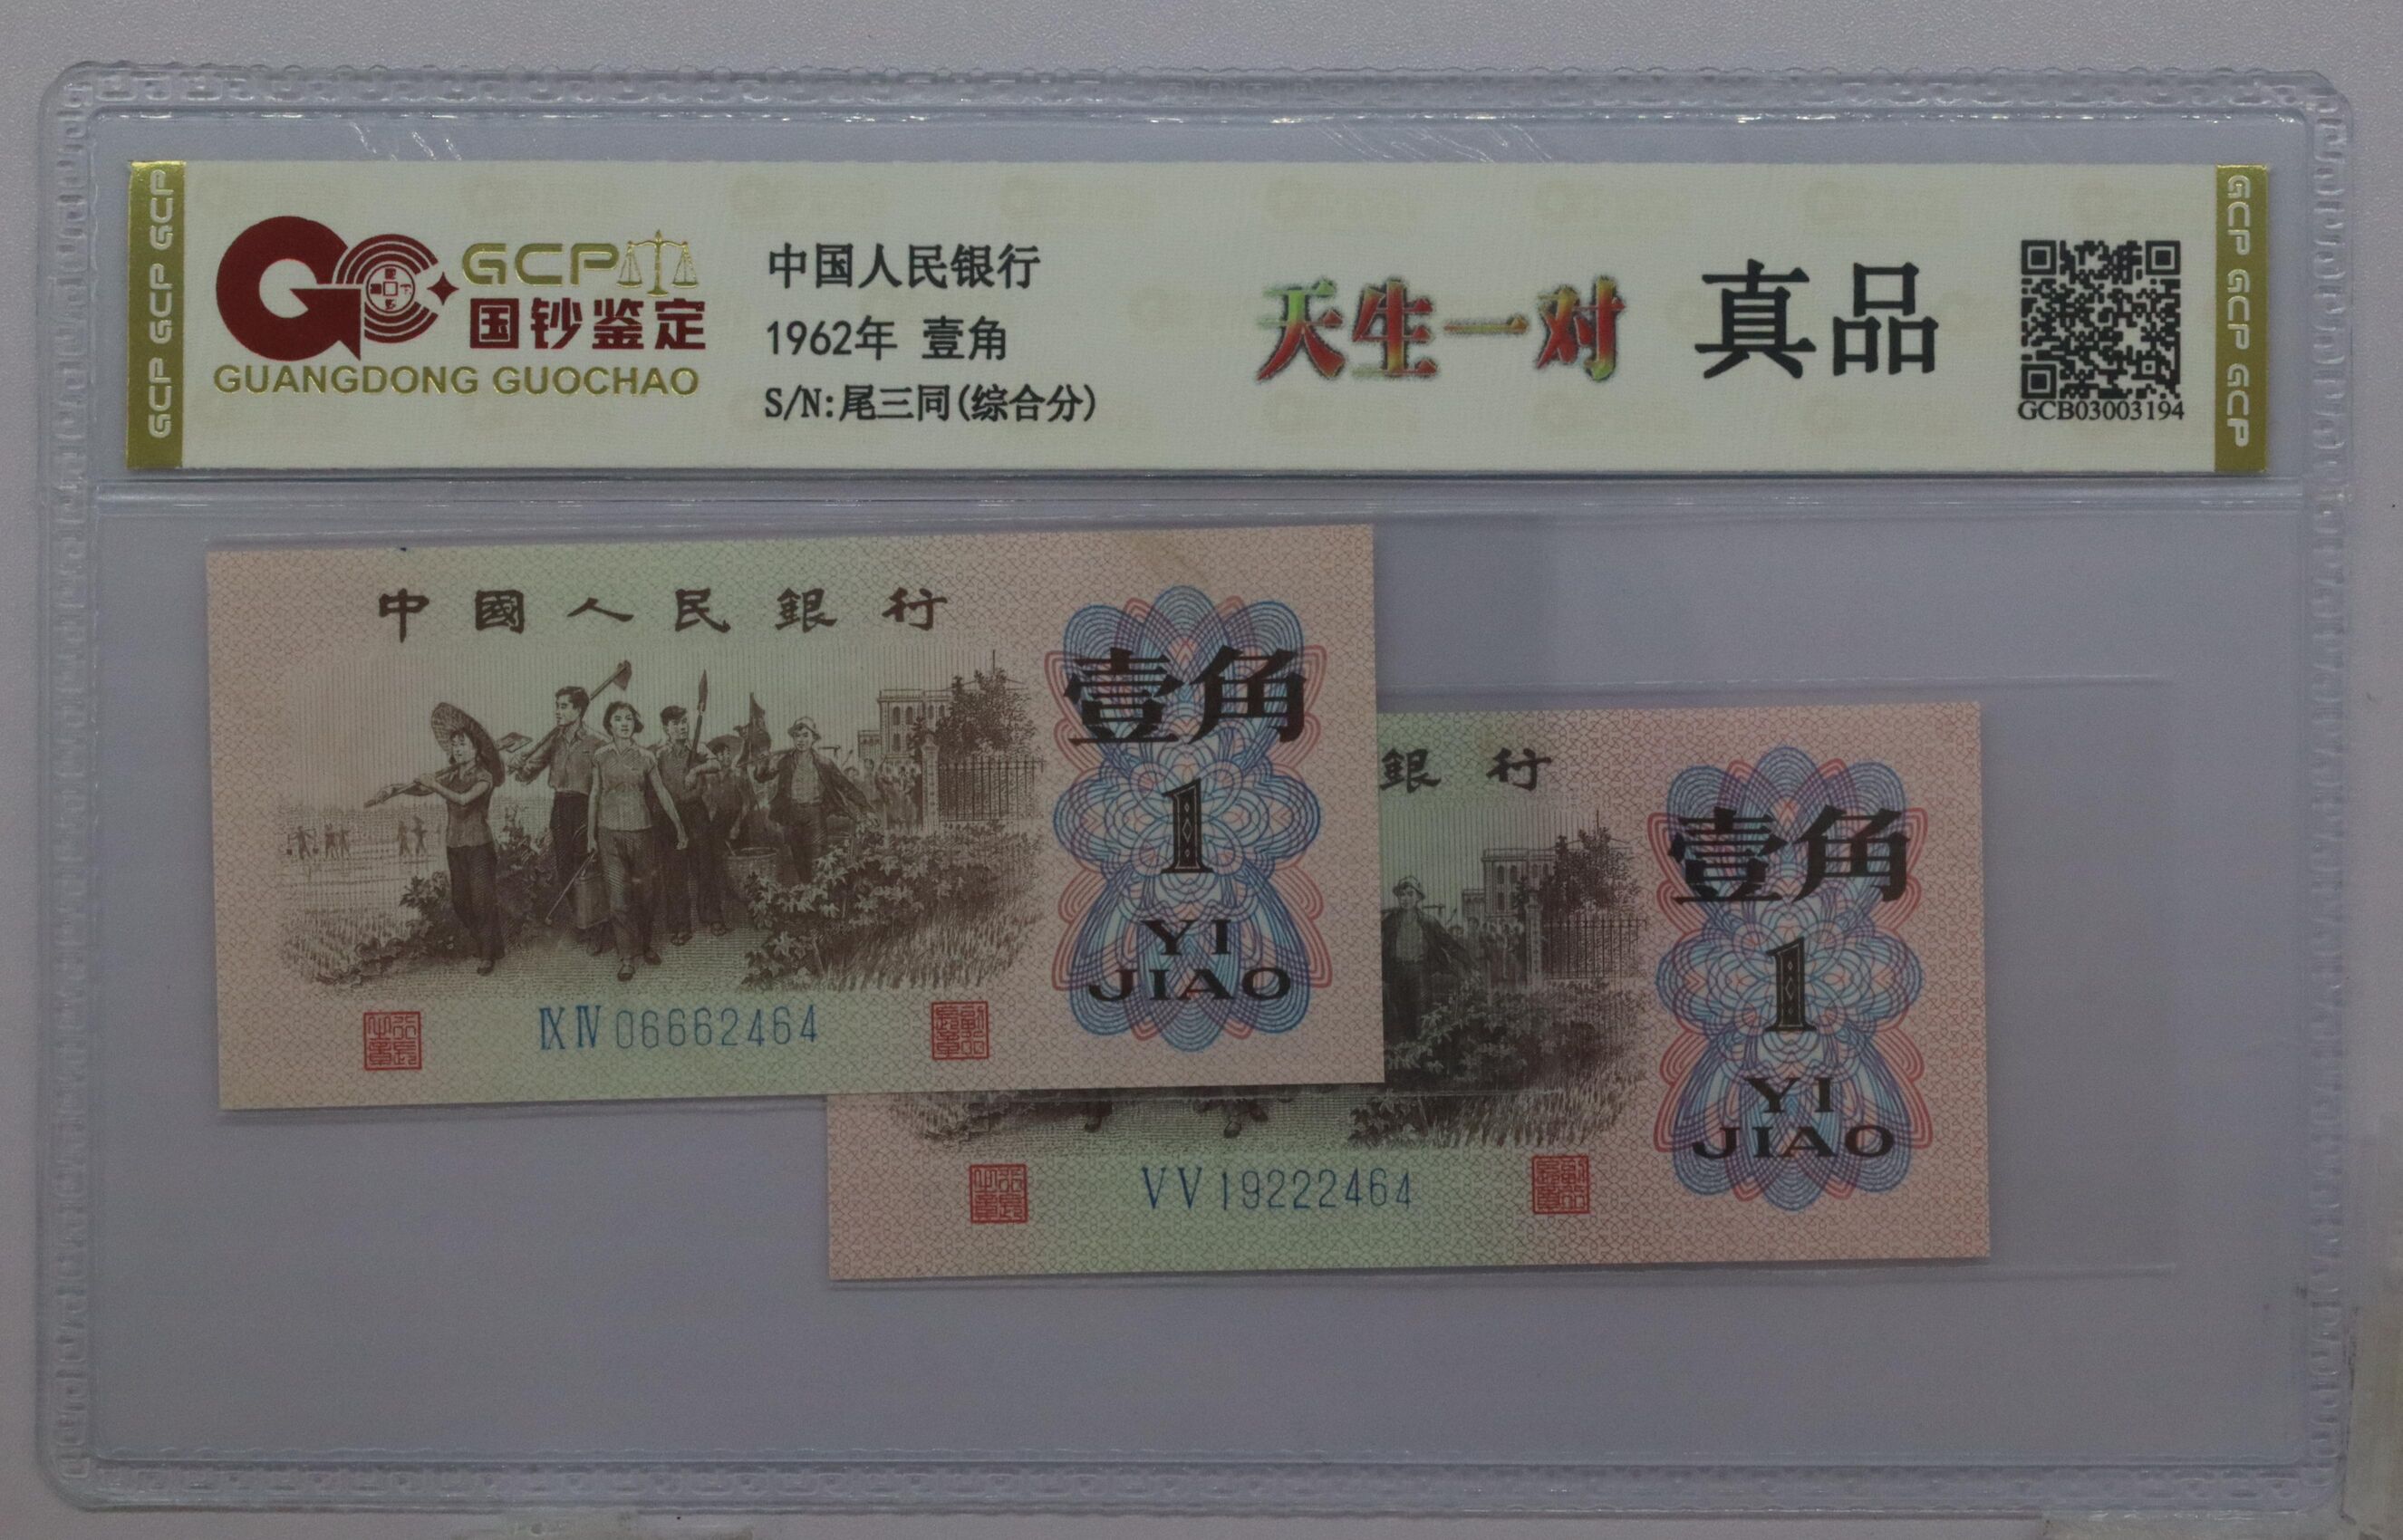 GCP GCP GCP
GCP
国钞鉴定
GUANGDONG GUOCHAO
中国人民银行
1962年 壹角
S/N:尾三同(综合分)
天生一对
真品
GCB03003194
GCP GCP GCP
中國人民銀行
壹角
1
YI
JIAO
ⅨⅣ06662464
銀行
壹角
1
YI
JIAO
ⅤⅤ19222464